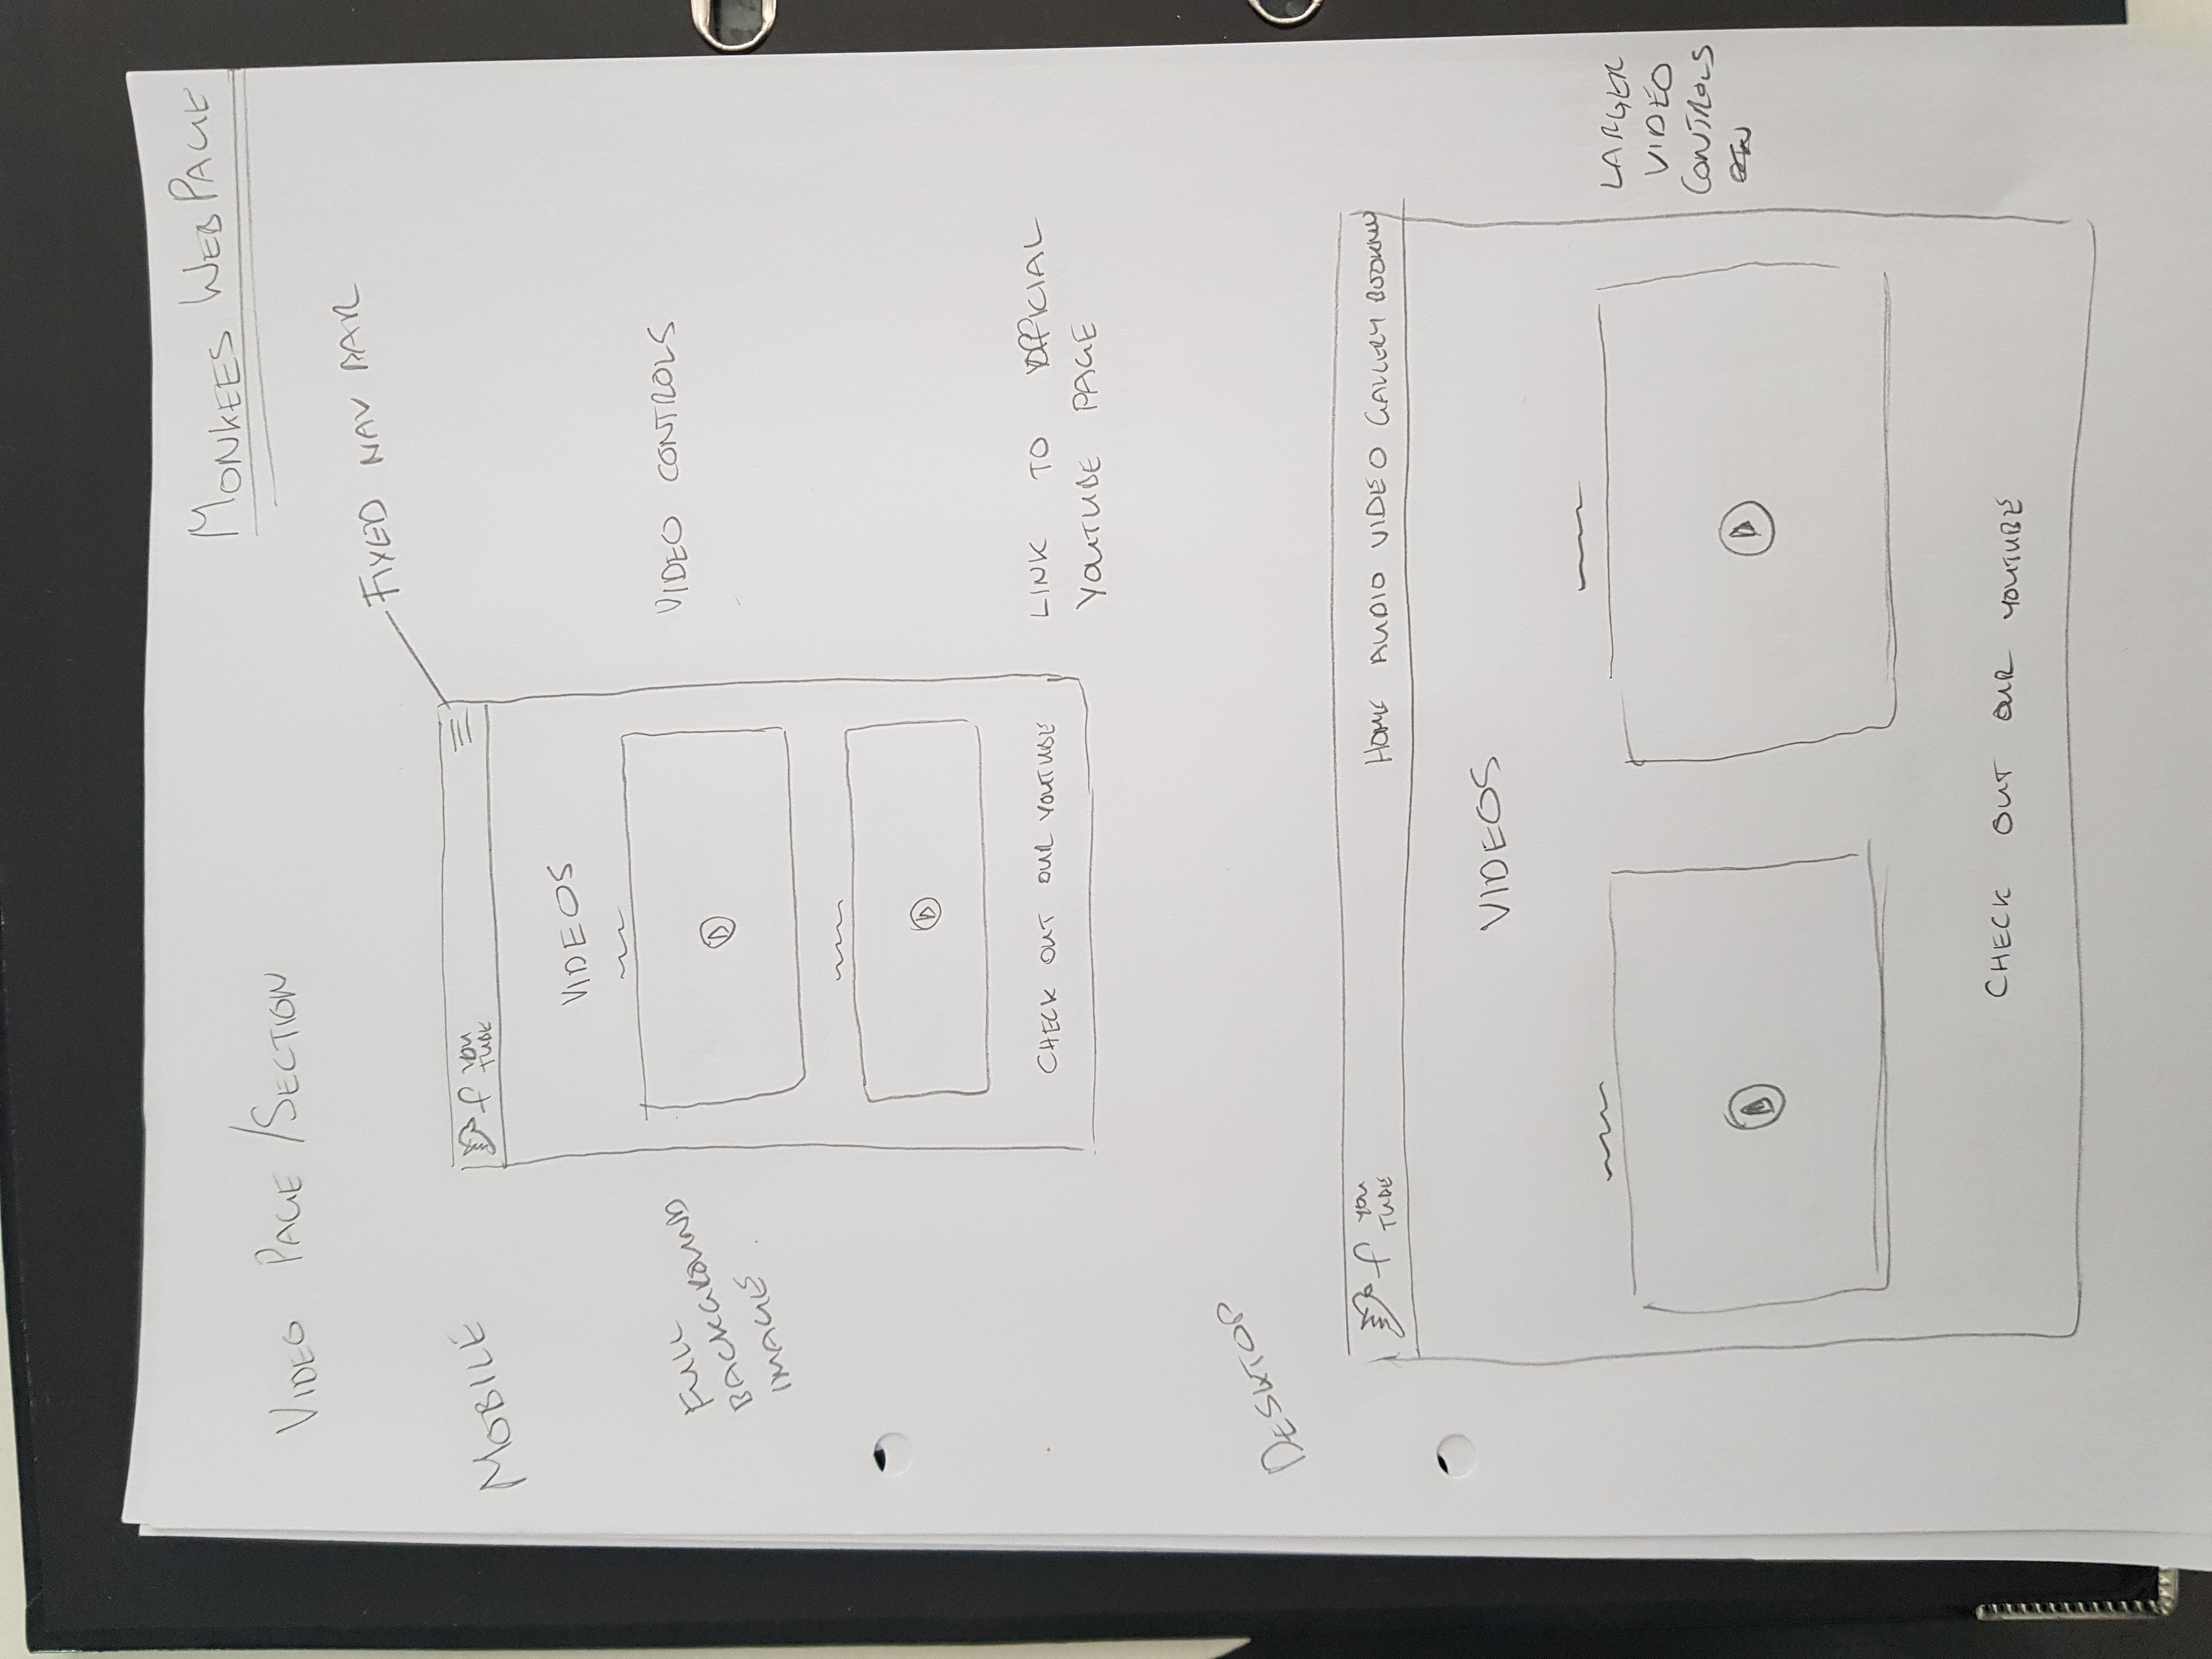 MONKEES WEB PAGE
VIDEO PAGE / SECTION
FIXED NAV BAR
MOBILE
f YOU
TUBE
VIDEOS
FULL
BACKGROUND
IMAGE
VIDEO CONTROLS
CHECK OUT OUR YOUTUBE
LINK TO OFFICIAL
YOUTUBE PAGE
DESKTOP
f YOU
TUBE
HOME AUDIO VIDEO GALLERY
VIDEOS
LARGER
VIDEO
CONTROLS
CHECK OUT OUR YOUTUBE